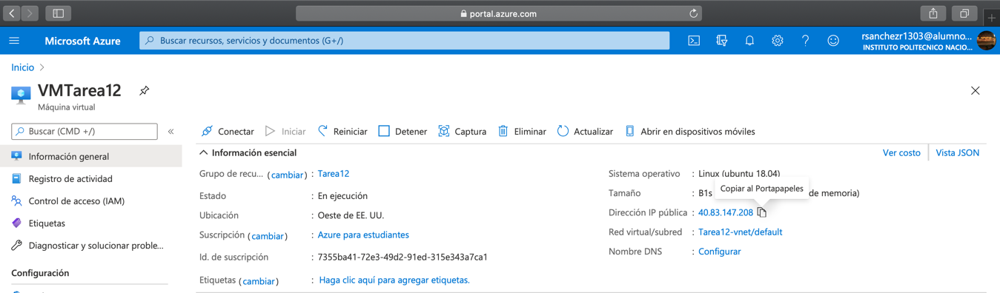 portal.azure.com
Microsoft Azure
Buscar recursos, servicios y documentos (G+/)
rsanchezr1303@alumno...
INSTITUTO POLITECNICO NACIO...
Inicio >
VMTarea12
Máquina virtual
Buscar (CMD +/)
«
Conectar
Iniciar
Reiniciar
Detener
Captura
Eliminar
Actualizar
Abrir en dispositivos móviles
Información general
Registro de actividad
Control de acceso (IAM)
Etiquetas
Diagnosticar y solucionar proble...
Configuración
Información esencial
Ver costo
Vista JSON
Grupo de recu... (cambiar) : Tarea12
Estado : En ejecución
Ubicación : Oeste de EE. UU.
Suscripción (cambiar) : Azure para estudiantes
Id. de suscripción : 7355ba41-72e3-49d2-91ed-315e343a7ca1
Etiquetas (cambiar) : Haga clic aquí para agregar etiquetas.
Sistema operativo : Linux (ubuntu 18.04)
Copiar al Portapapeles
Tamaño : B1s de memoria)
Dirección IP pública : 40.83.147.208
Red virtual/subred : Tarea12-vnet/default
Nombre DNS : Configurar